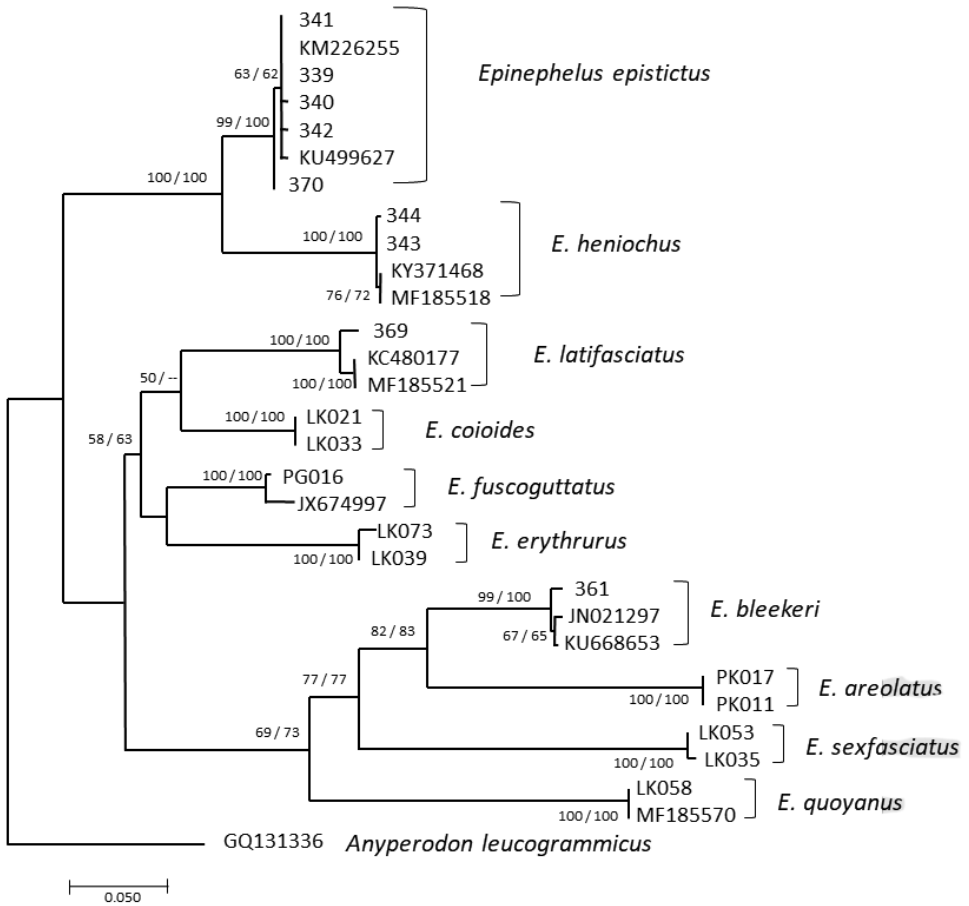 341
KM226255
63 / 62
339
Epinephelus epistictus
340
99 / 100
342
KU499627
100 / 100
370
344
100 / 100
343
E. heniochus
KY371468
76 / 72
MF185518
369
100 / 100
KC480177
E. latifasciatus
50 / --
100 / 100
MF185521
100 / 100
LK021
E. coioides
LK033
58 / 63
100 / 100
PG016
E. fuscoguttatus
JX674997
LK073
E. erythrurus
100 / 100
LK039
361
99 / 100
JN021297
E. bleekeri
82 / 83
67 / 65
KU668653
77 / 77
PK017
E. areolatus
100 / 100
PK011
69 / 73
LK053
E. sexfasciatus
100 / 100
LK035
LK058
E. quoyanus
100 / 100
MF185570
GQ131336
Anyperodon leucogrammicus
0.050